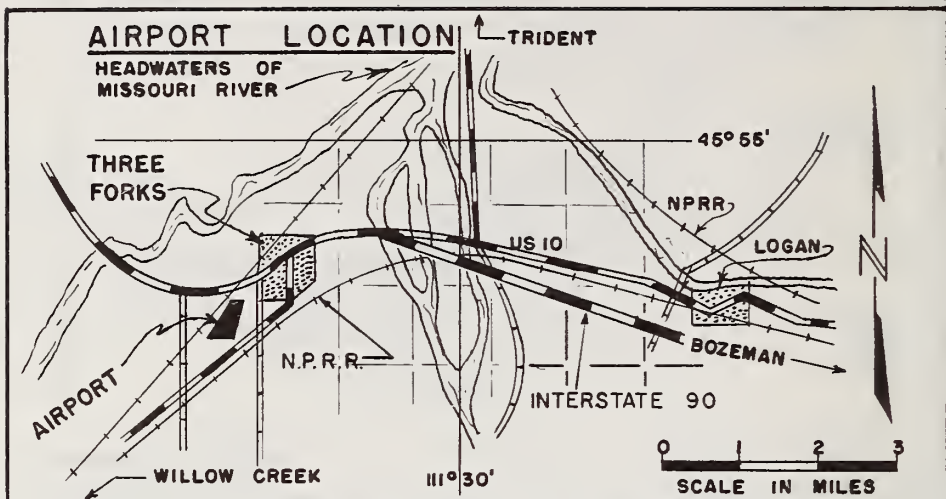 AIRPORT LOCATION
TRIDENT
HEADWATERS OF
MISSOURI RIVER
45° 55'
THREE
FORKS
NPRR
US 10
LOGAN
N
AIRPORT
N.P.R.R.
BOZEMAN
INTERSTATE 90
WILLOW CREEK
111° 30'
0 1 2 3
SCALE IN MILES